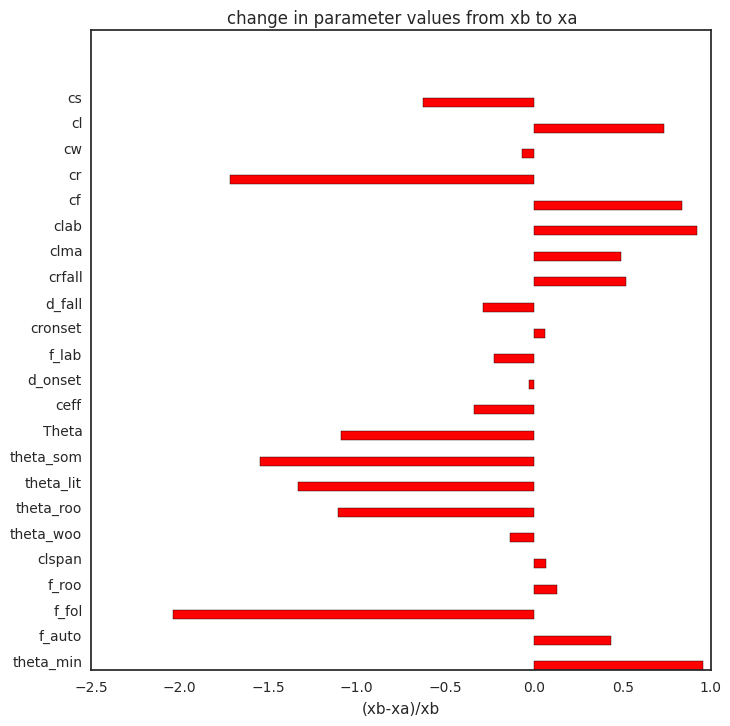 change in parameter values from xb to xa
cs
cl
cw
cr
cf
clab
clma
crfall
d_fall
cronset
f_lab
d_onset
ceff
Theta
theta_som
theta_lit
theta_roo
theta_woo
clspan
f_roo
f_fol
f_auto
theta_min
−2.5 −2.0 −1.5 −1.0 −0.5 0.0 0.5 1.0
(xb-xa)/xb